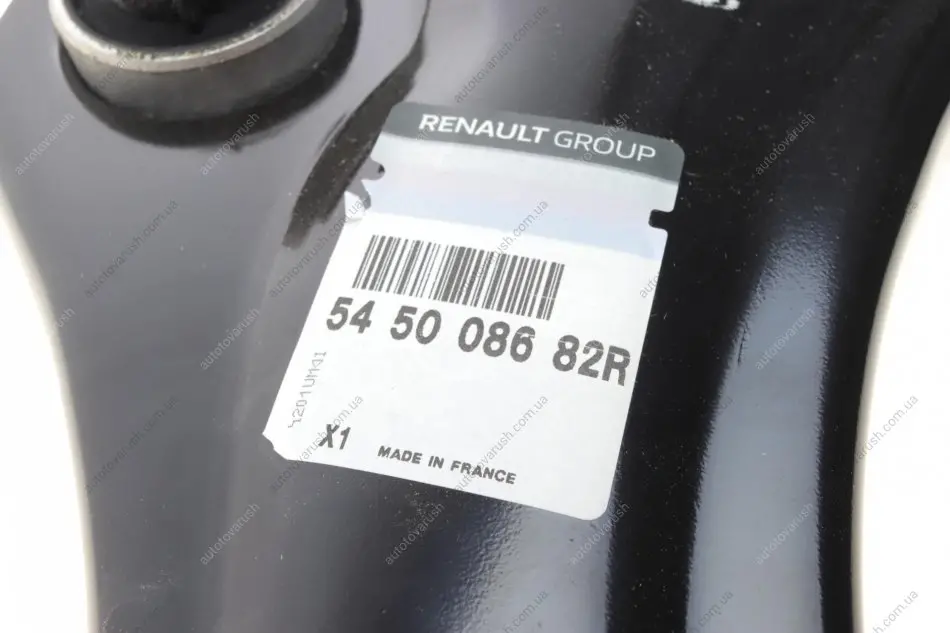 RENAULT GROUP
54 50 086 82R
X1
MADE IN FRANCE
autotovarush.com.ua